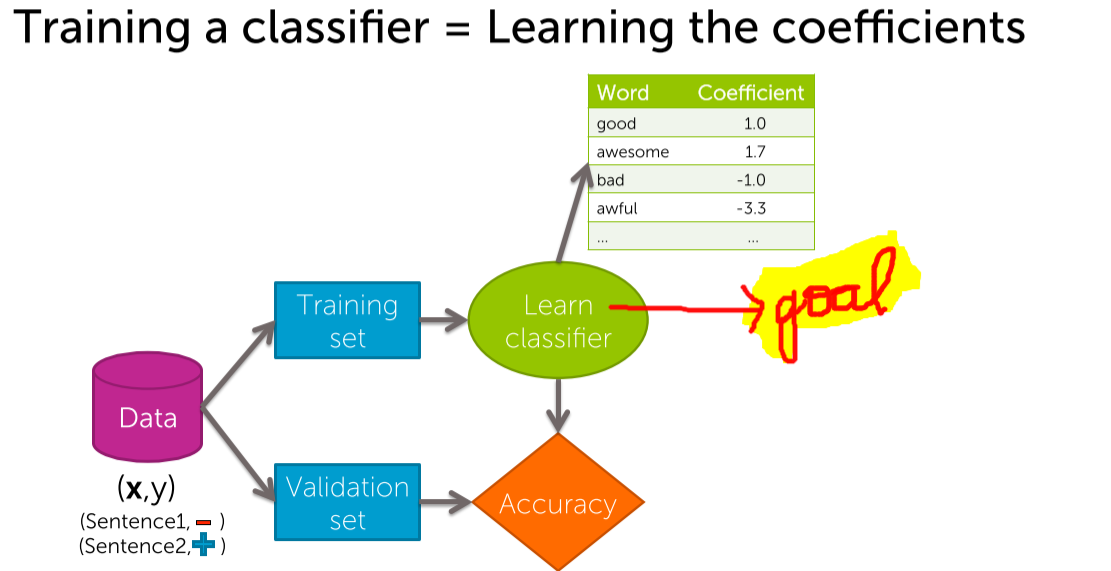 Training a classifier = Learning the coefficients
Word Coefficient
good 1.0
awesome 1.7
bad -1.0
awful -3.3
... ...
Training
set
Learn
classifier
goal
Data
Validation
set
Accuracy
(x,y)
(Sentence1, - )
(Sentence2, + )